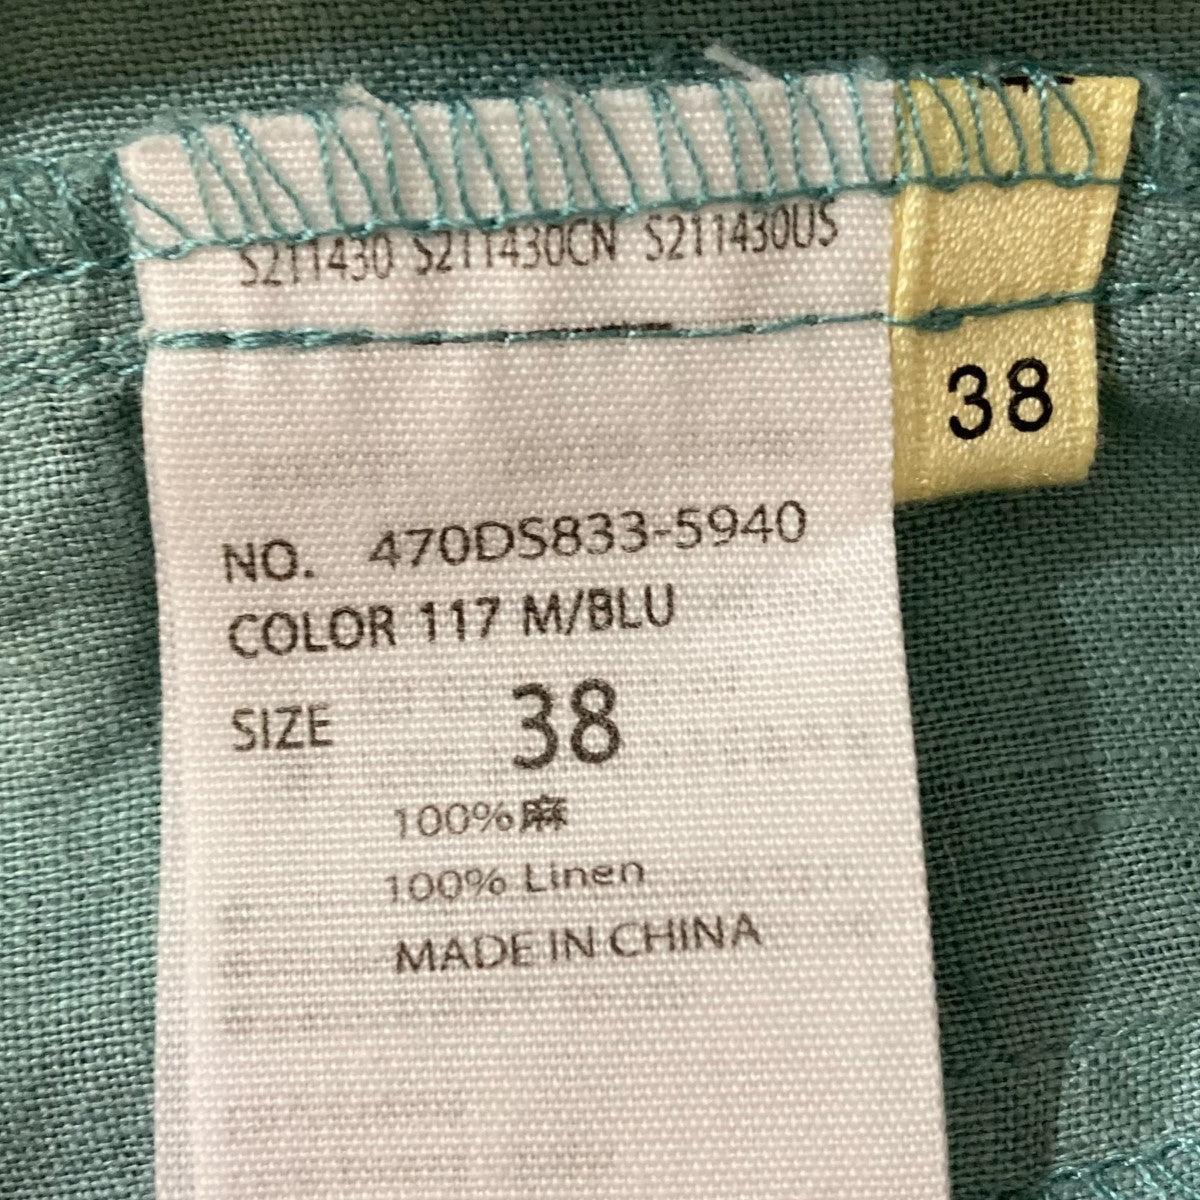 S211430 S211430CN S211430US
38
NO. 470DS833-5940
COLOR 117 M/BLU
SIZE 38
100%麻
100% Linen
MADE IN CHINA